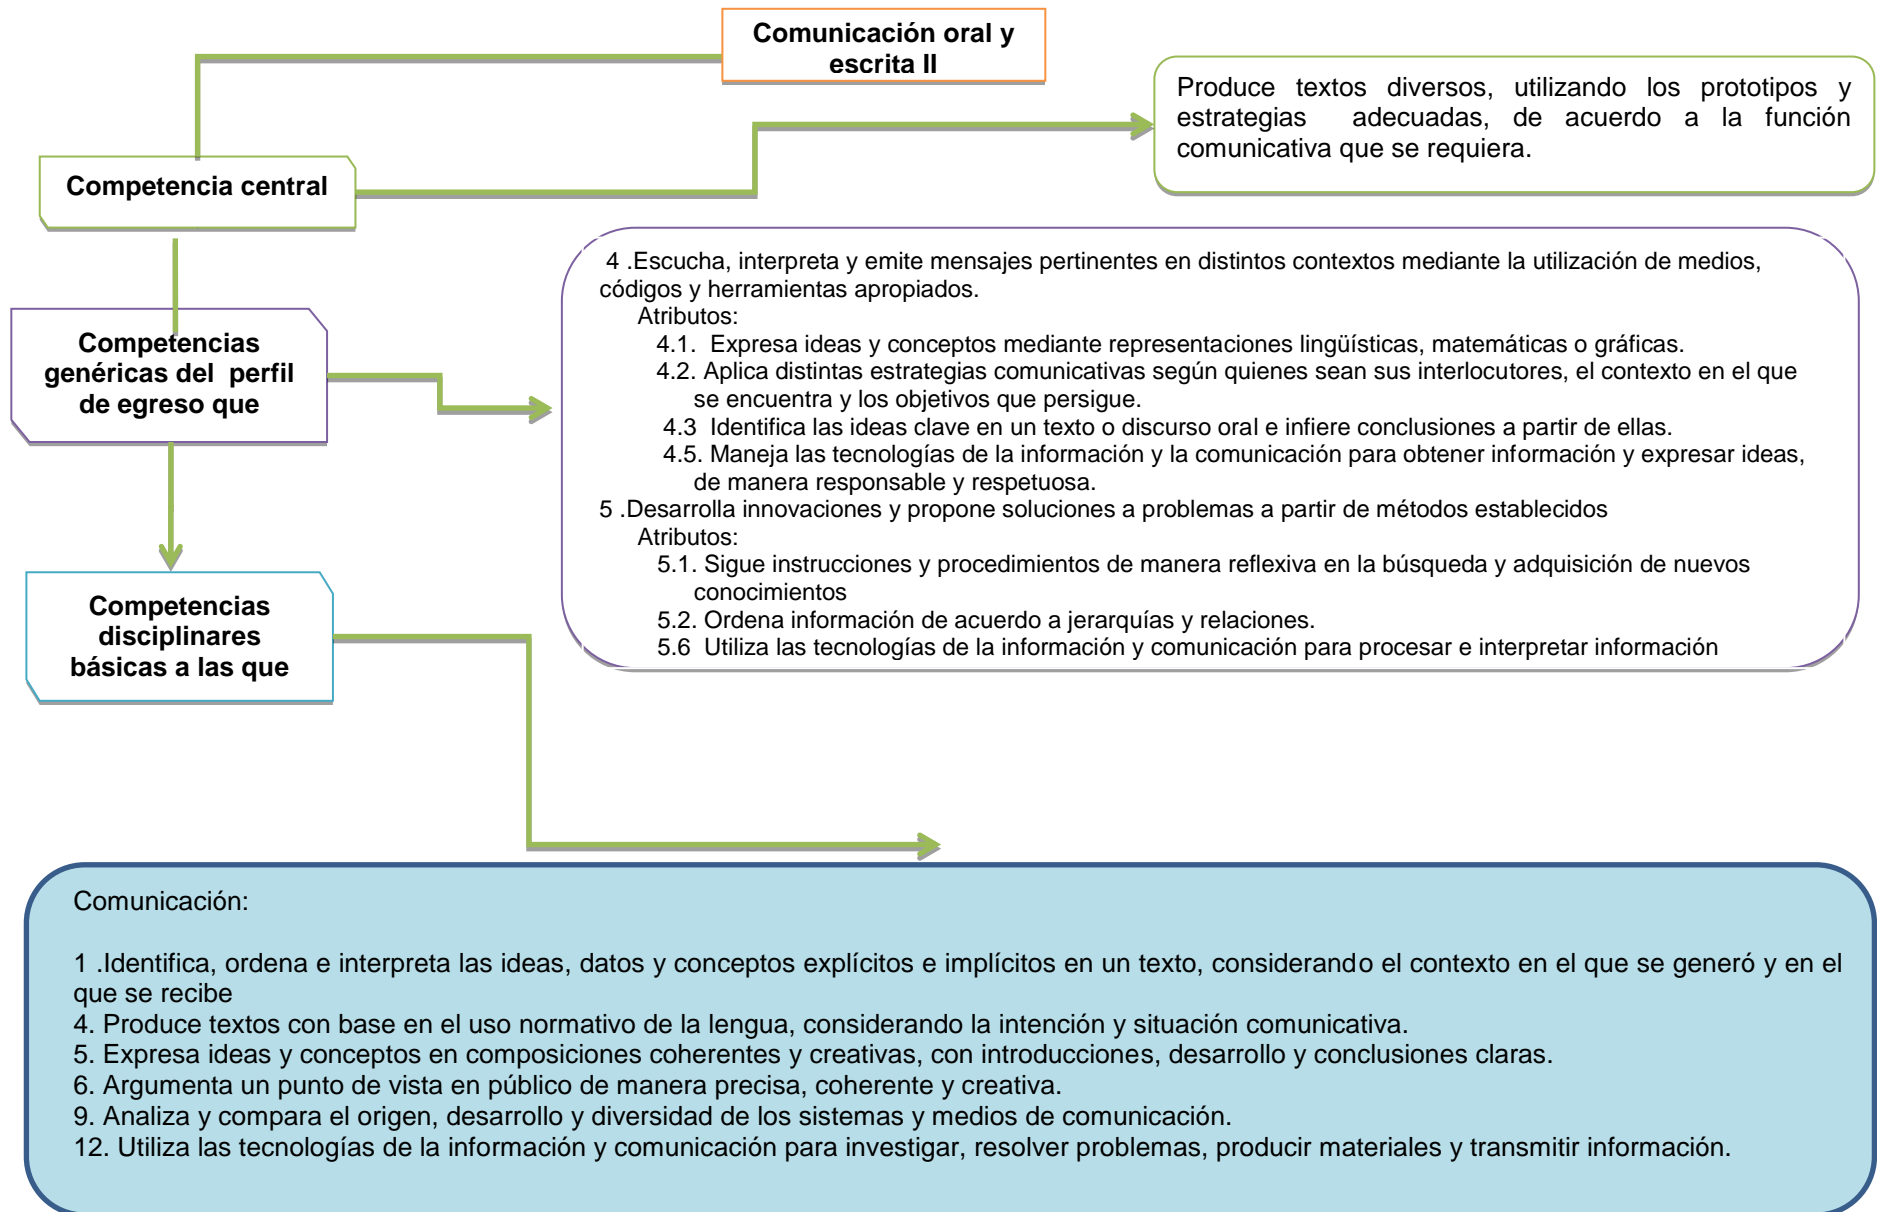 Comunicación oral y
escrita II
Produce textos diversos, utilizando los prototipos y
estrategias adecuadas, de acuerdo a la función
comunicativa que se requiera.
Competencia central
4 .Escucha, interpreta y emite mensajes pertinentes en distintos contextos mediante la utilización de medios,
códigos y herramientas apropiados.
Atributos:
4.1. Expresa ideas y conceptos mediante representaciones lingüísticas, matemáticas o gráficas.
4.2. Aplica distintas estrategias comunicativas según quienes sean sus interlocutores, el contexto en el que
se encuentra y los objetivos que persigue.
4.3 Identifica las ideas clave en un texto o discurso oral e infiere conclusiones a partir de ellas.
4.5. Maneja las tecnologías de la información y la comunicación para obtener información y expresar ideas,
de manera responsable y respetuosa.
5 .Desarrolla innovaciones y propone soluciones a problemas a partir de métodos establecidos
Atributos:
5.1. Sigue instrucciones y procedimientos de manera reflexiva en la búsqueda y adquisición de nuevos
conocimientos
5.2. Ordena información de acuerdo a jerarquías y relaciones.
5.6 Utiliza las tecnologías de la información y comunicación para procesar e interpretar información
Competencias
genéricas del perfil
de egreso que
Competencias
disciplinares
básicas a las que
Comunicación:
1 .Identifica, ordena e interpreta las ideas, datos y conceptos explícitos e implícitos en un texto, considerando el contexto en el que se generó y en el
que se recibe
4. Produce textos con base en el uso normativo de la lengua, considerando la intención y situación comunicativa.
5. Expresa ideas y conceptos en composiciones coherentes y creativas, con introducciones, desarrollo y conclusiones claras.
6. Argumenta un punto de vista en público de manera precisa, coherente y creativa.
9. Analiza y compara el origen, desarrollo y diversidad de los sistemas y medios de comunicación.
12. Utiliza las tecnologías de la información y comunicación para investigar, resolver problemas, producir materiales y transmitir información.